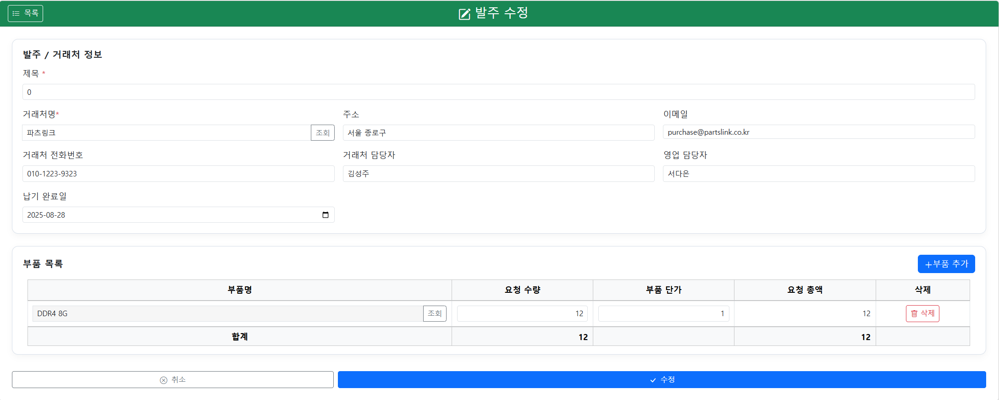 목록
발주 수정
발주 / 거래처 정보
제목 *
0
거래처명* 주소 이메일
파츠링크 조회 서울 종로구 purchase@partslink.co.kr
거래처 전화번호 거래처 담당자 영업 담당자
010-1223-9323 김성주 서다은
납기 완료일
2025-08-28
부품 목록 +부품 추가
부품명 요청 수량 부품 단가 요청 총액 삭제
DDR4 8G 조회 12 1 12 삭제
합계 12 12
취소 수정